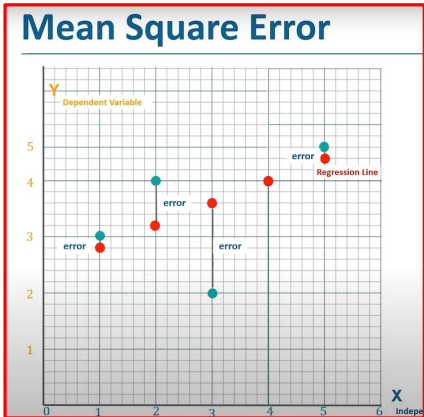 Mean Square Error
Y
Dependent Variable
5
error
Regression Line
4
error
3
error
error
2
1
X
0 1 2 3 4 5 6 Indepe